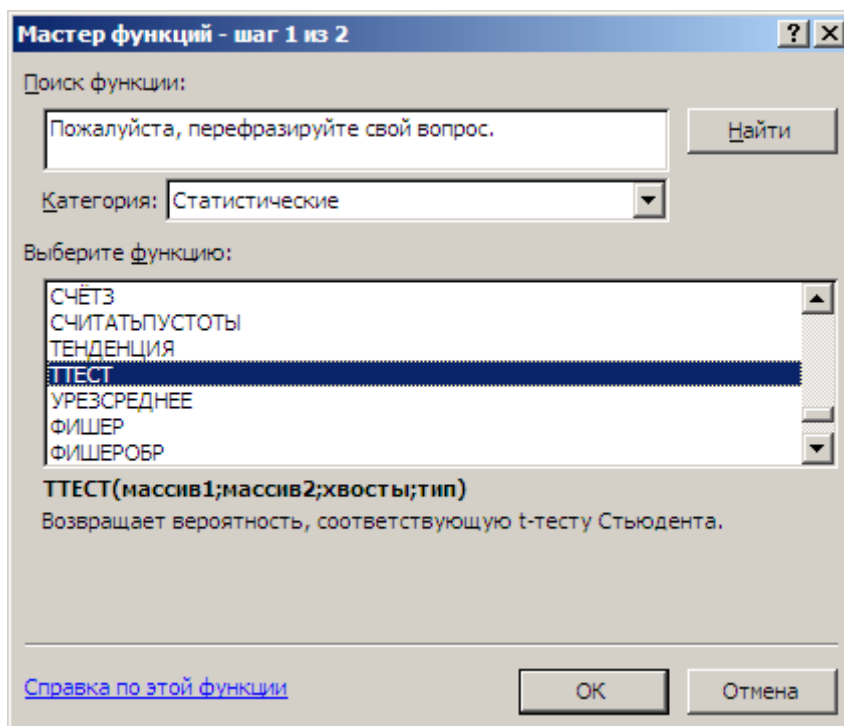 Мастер функций - шаг 1 из 2
Поиск функции:
Пожалуйста, перефразируйте свой вопрос.
Найти
Категория: Статистические
Выберите функцию:
СЧЁТЗ
СЧИТАТЬПУСТОТЫ
ТЕНДЕНЦИЯ
ТТЕСТ
УРЕЗСРЕДНЕЕ
ФИШЕР
ФИШЕРОБР
ТТЕСТ(массив1;массив2;хвосты;тип)
Возвращает вероятность, соответствующую t-тесту Стьюдента.
Справка по этой функции
ОК
Отмена